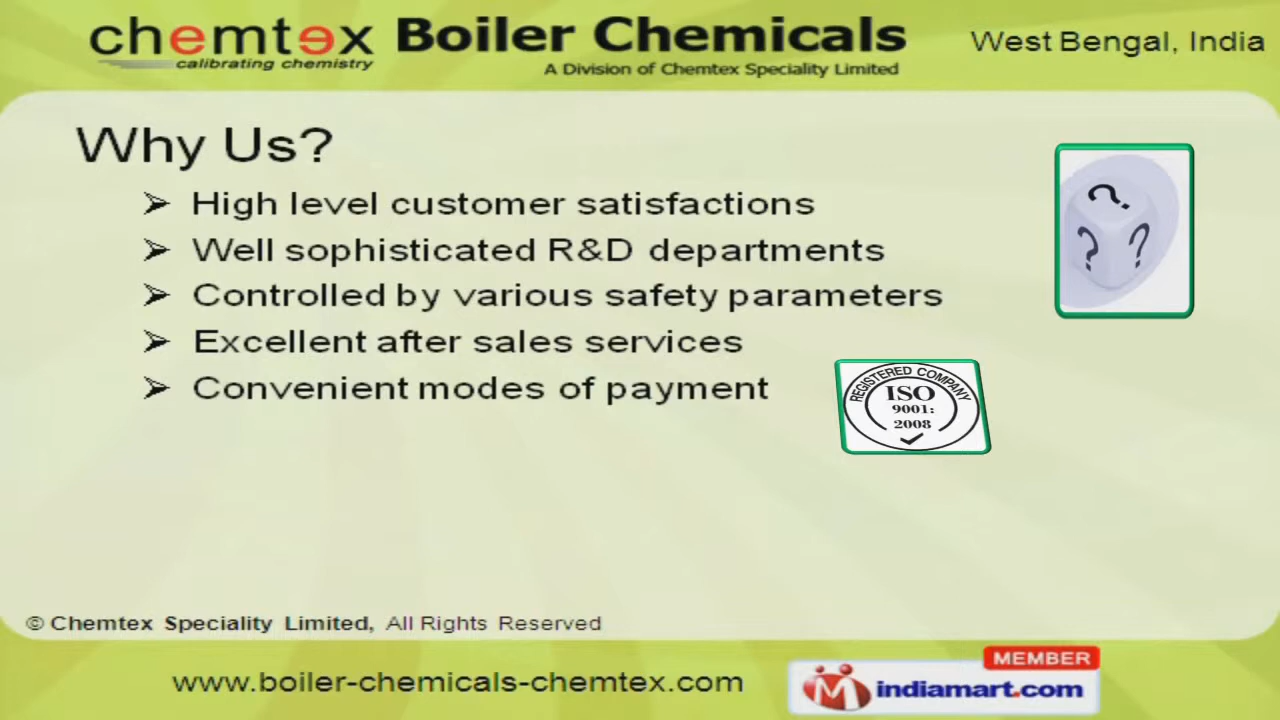 chemtex Boiler Chemicals
calibrating chemistry
A Division of Chemtex Speciality Limited
West Bengal, India
Why Us?
➢ High level customer satisfactions
➢ Well sophisticated R&D departments
➢ Controlled by various safety parameters
➢ Excellent after sales services
➢ Convenient modes of payment
? ? ?
REGISTERED COMPANY
ISO
9001:
2008
© Chemtex Speciality Limited, All Rights Reserved
www.boiler-chemicals-chemtex.com
MEMBER
indiamart.com